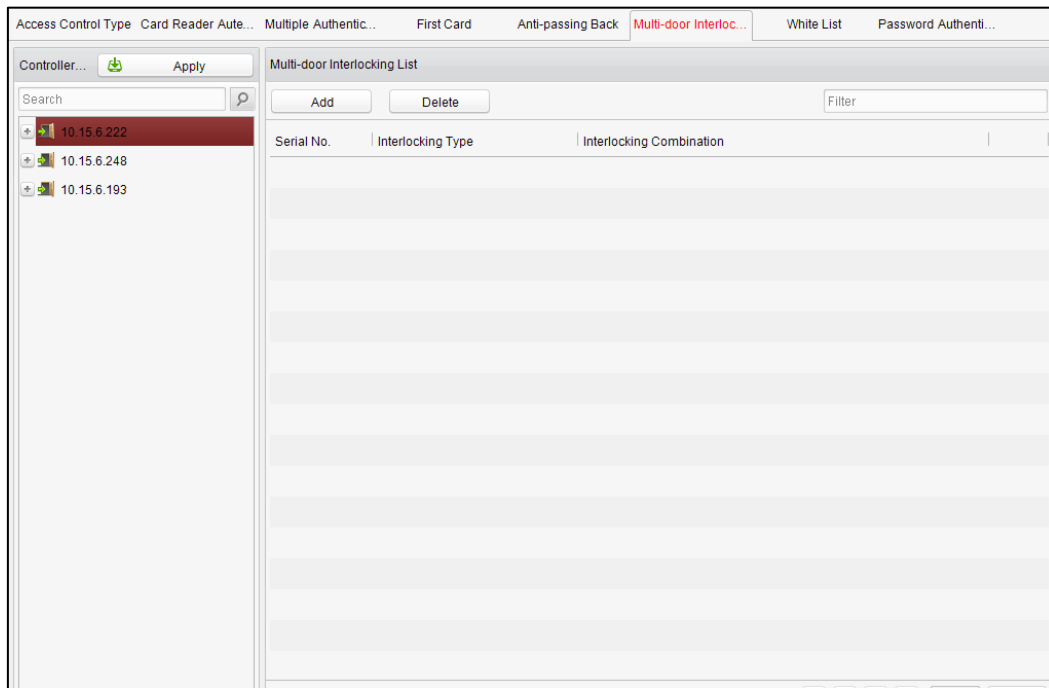 Access Control Type Card Reader Aute... Multiple Authentic... First Card Anti-passing Back Multi-door Interloc... White List Password Authenti...
Controller... Apply
Multi-door Interlocking List
Search
Add Delete Filter
Serial No. Interlocking Type Interlocking Combination
10.15.6.222
10.15.6.248
10.15.6.193